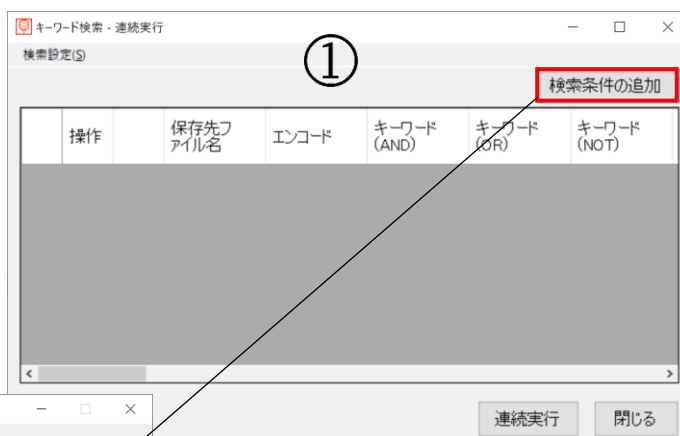 キーワード検索 - 連続実行
検索設定(S)
①
検索条件の追加
操作 保存先ファイル名 エンコード キーワード(AND) キーワード(OR) キーワード(NOT)
連続実行 閉じる